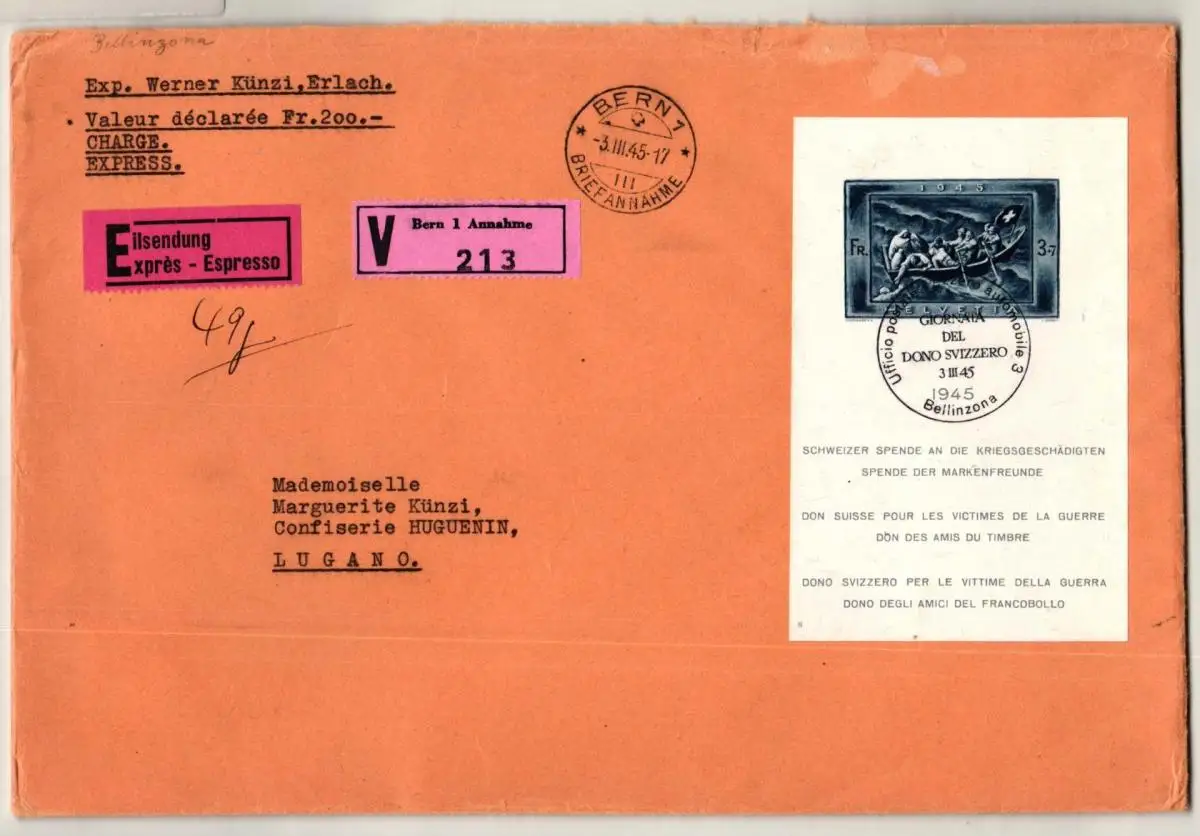 Bellinzona
Exp. Werner Künzi,Erlach.
Valeur déclarée Fr.200.-
CHARGE.
EXPRESS.
Eilsendung
Exprès - Espresso
V
Bern 1 Annahme
213
49g
BERN 1
-3.III.45-17
III
BRIEFANNAHME
Mademoiselle
Marguerite Künzi,
Confiserie HUGUENIN,
LUGANO.
1945
FR. 3.-
HELVETIA
Ufficio postale automobile 3
GIORNATA
DEL
DONO SVIZZERO
3 III 45
1945
Bellinzona
SCHWEIZER SPENDE AN DIE KRIEGSGESCHÄDIGTEN
SPENDE DER MARKENFREUNDE
DON SUISSE POUR LES VICTIMES DE LA GUERRE
DON DES AMIS DU TIMBRE
DONO SVIZZERO PER LE VITTIME DELLA GUERRA
DONO DEGLI AMICI DEL FRANCOBOLLO